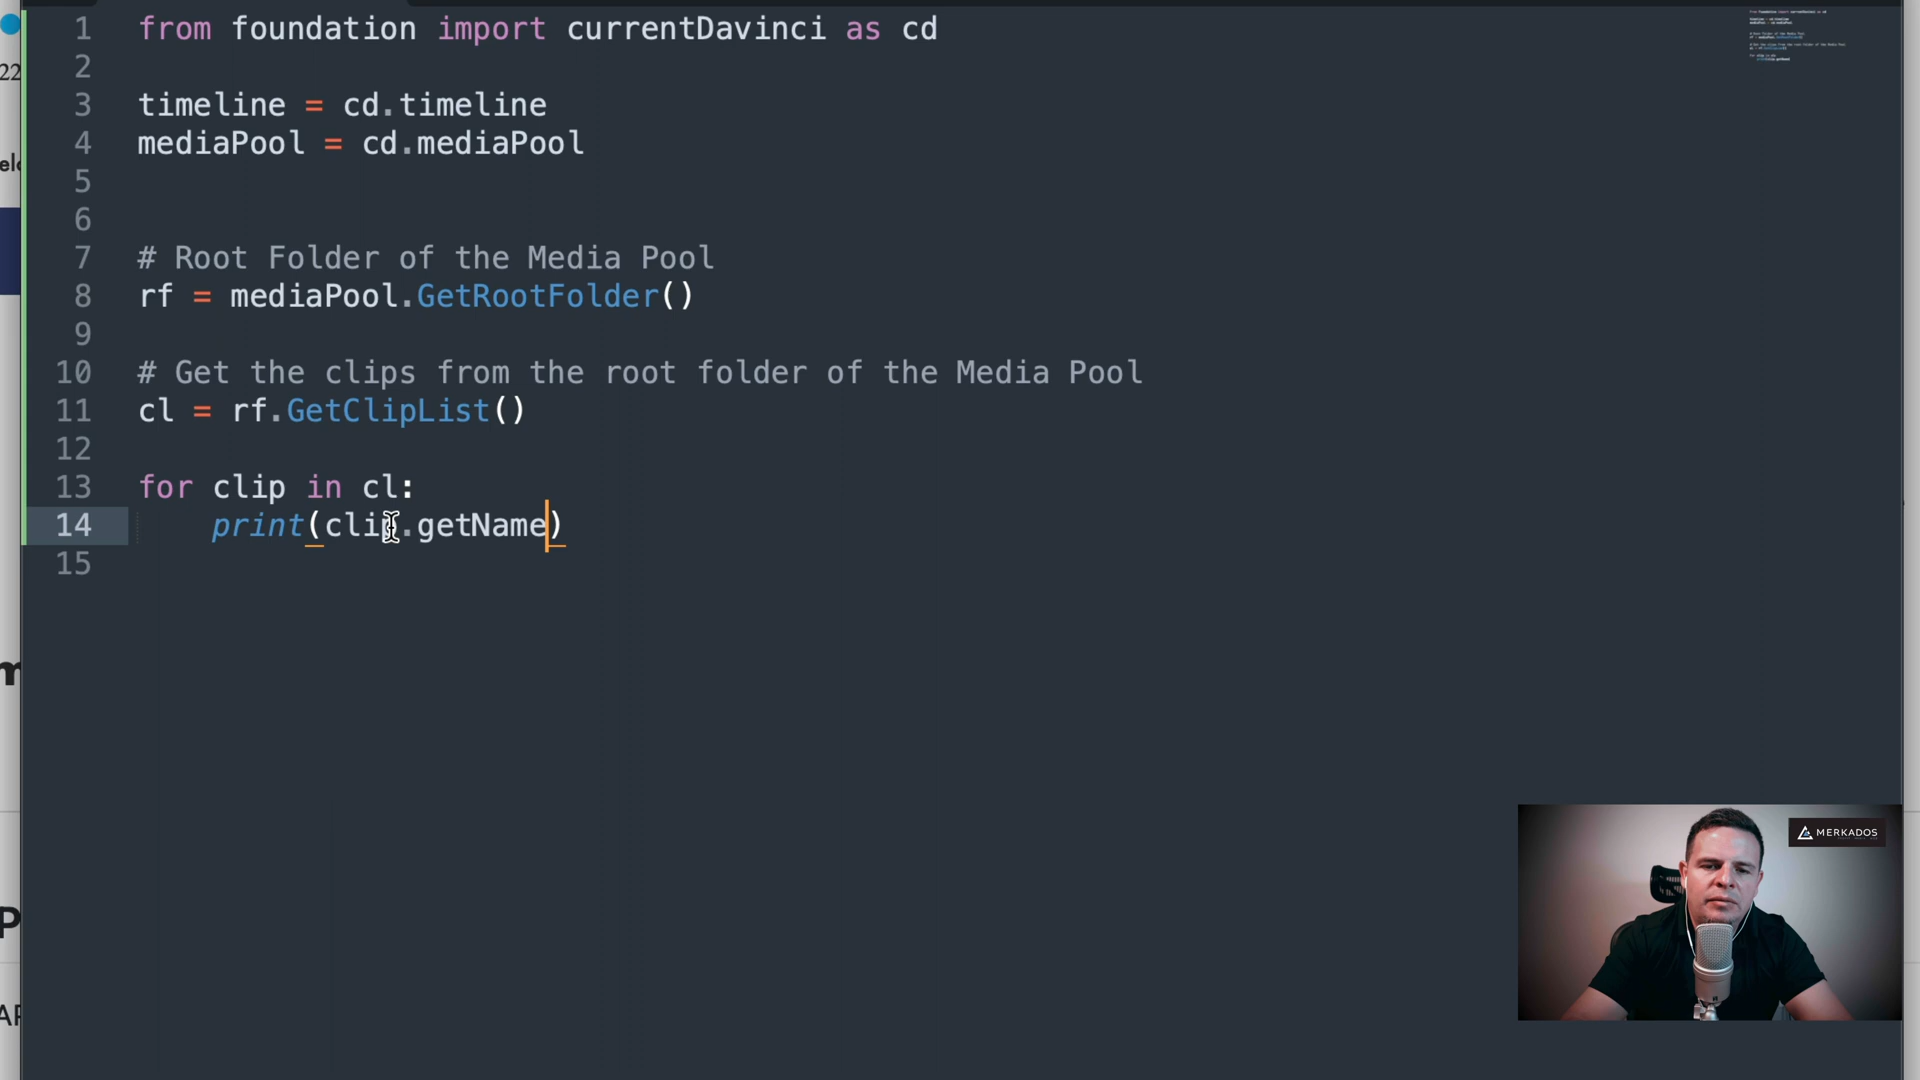 1 from foundation import currentDavinci as cd
2
3 timeline = cd.timeline
4 mediaPool = cd.mediaPool
5
6
7 # Root Folder of the Media Pool
8 rf = mediaPool.GetRootFolder()
9
10 # Get the clips from the root folder of the Media Pool
11 cl = rf.GetClipList()
12
13 for clip in cl:
14 print(clip.getName)
15
22
MERKADOS